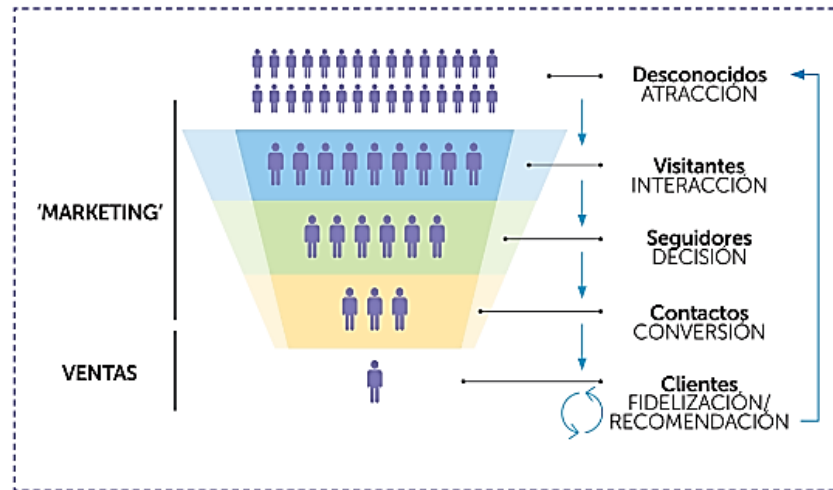 Desconocidos
ATRACCIÓN
Visitantes
INTERACCIÓN
'MARKETING'
Seguidores
DECISIÓN
Contactos
CONVERSIÓN
VENTAS
Clientes
FIDELIZACIÓN/
RECOMENDACIÓN